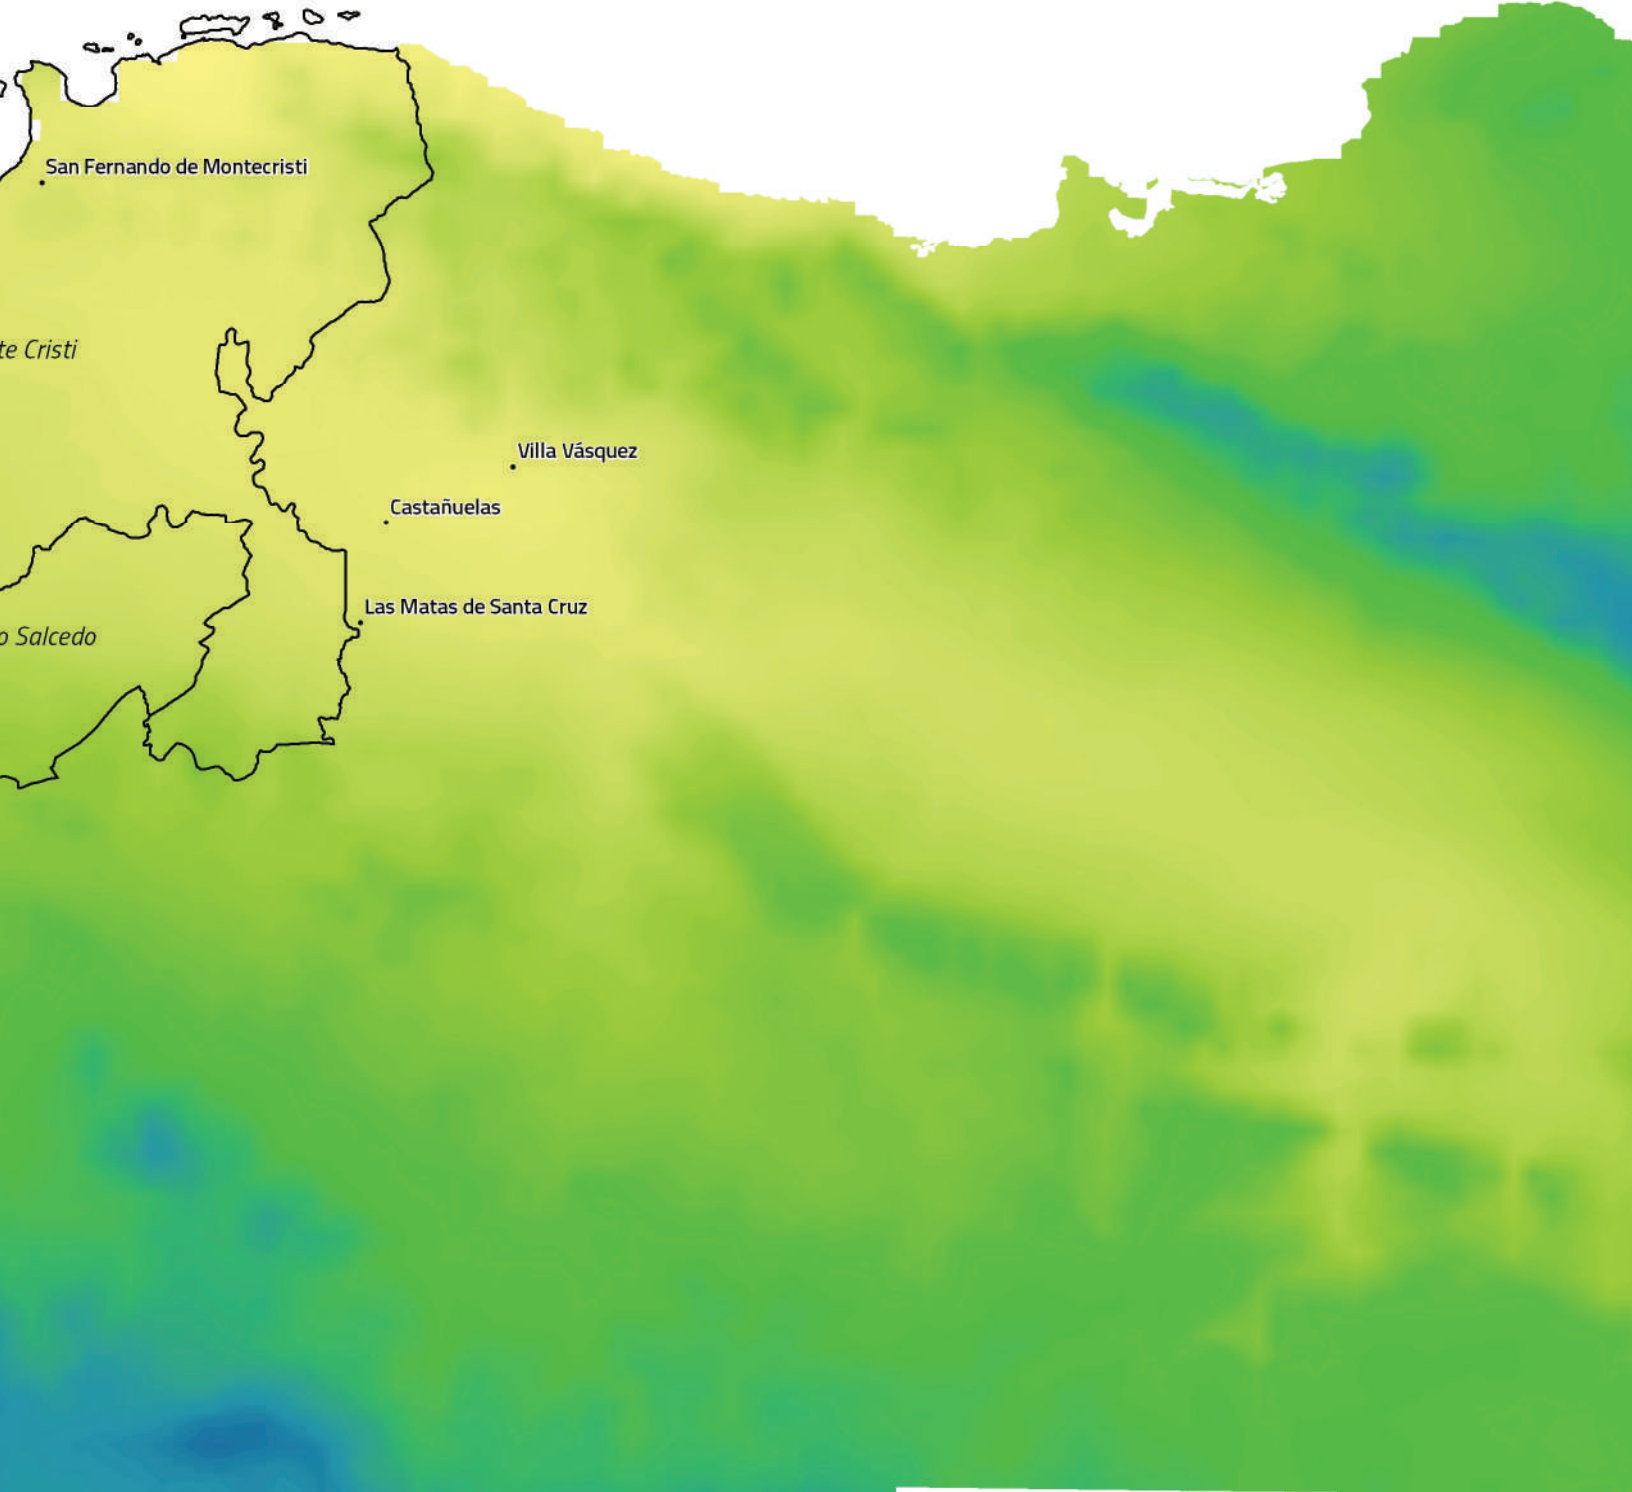 San Fernando de Montecristi
te Cristi
Villa Vásquez
Castañuelas
Las Matas de Santa Cruz
o Salcedo